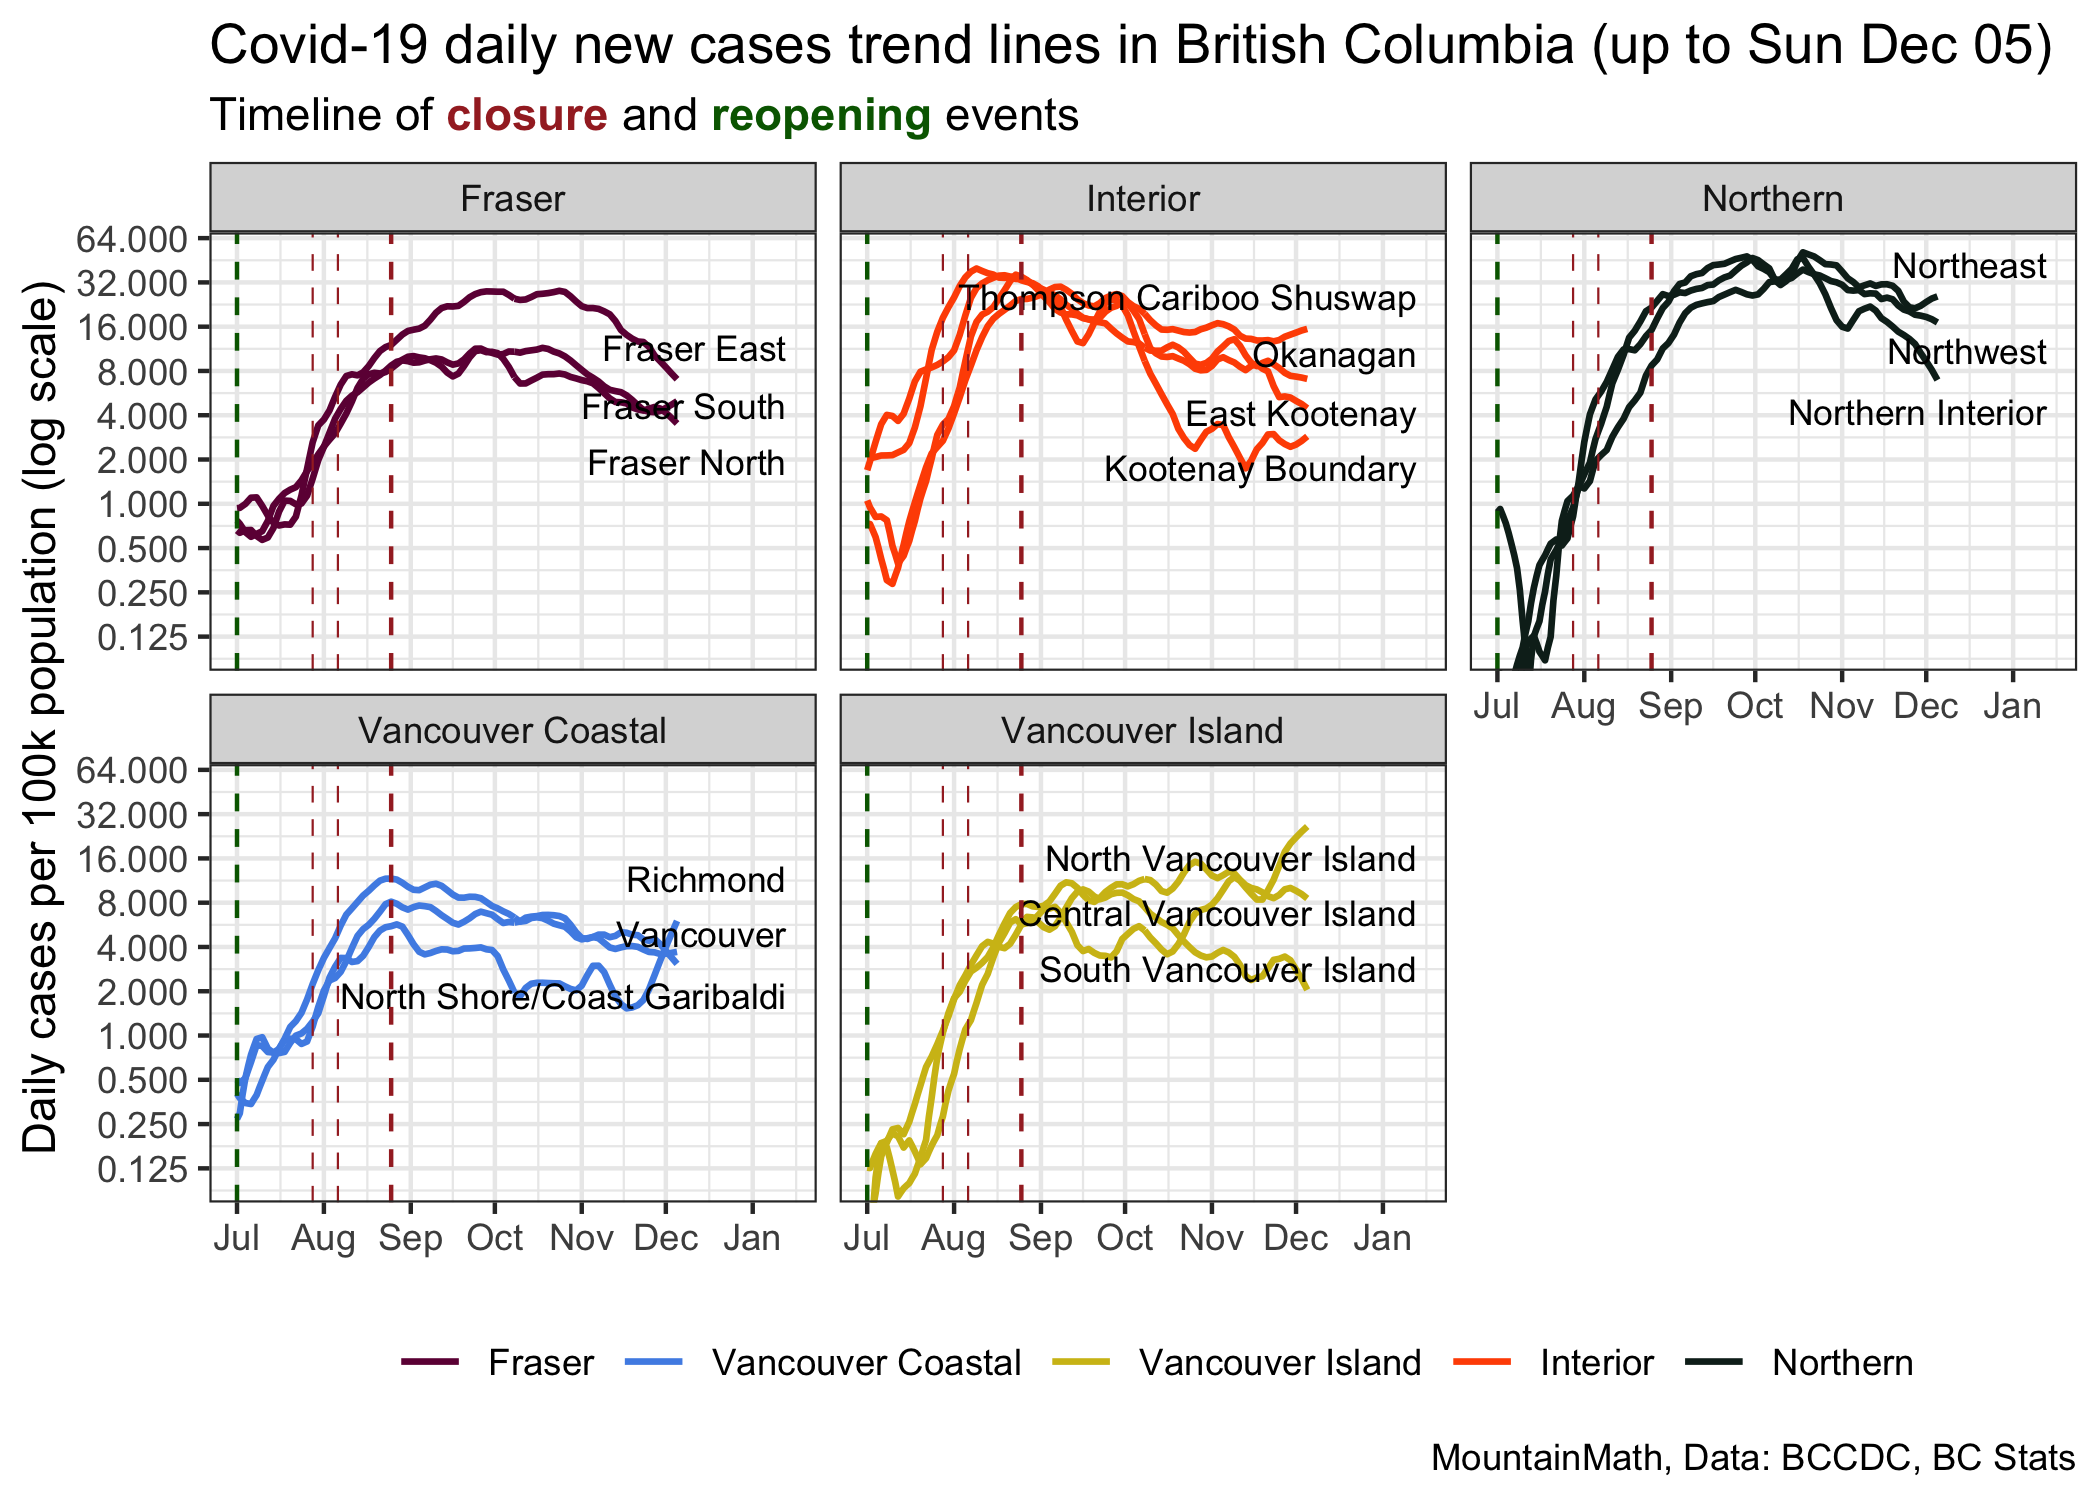 Covid-19 daily new cases trend lines in British Columbia (up to Sun Dec 05)
Timeline of closure and reopening events
Daily cases per 100k population (log scale)
Fraser
64.000
32.000
16.000
8.000
4.000
2.000
1.000
0.500
0.250
0.125
Fraser East
Fraser South
Fraser North
Interior
Thompson Cariboo Shuswap
Okanagan
East Kootenay
Kootenay Boundary
Northern
Northeast
Northwest
Northern Interior
Jul Aug Sep Oct Nov Dec Jan
Vancouver Coastal
64.000
32.000
16.000
8.000
4.000
2.000
1.000
0.500
0.250
0.125
Richmond
Vancouver
North Shore/Coast Garibaldi
Jul Aug Sep Oct Nov Dec Jan
Vancouver Island
North Vancouver Island
Central Vancouver Island
South Vancouver Island
Jul Aug Sep Oct Nov Dec Jan
Fraser Vancouver Coastal Vancouver Island Interior Northern
MountainMath, Data: BCCDC, BC Stats